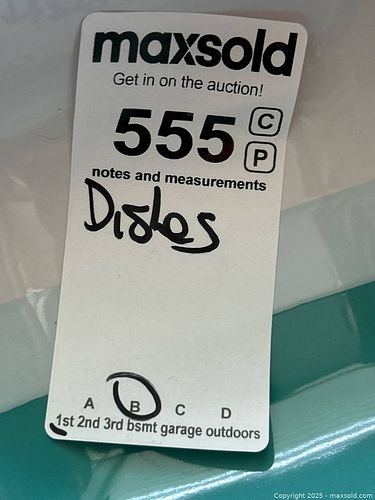 maxsold
Get in on the auction!
555 C
P
notes and measurements
Dishes
A B C D
1st 2nd 3rd bsmt garage outdoors
Copyright 2025 - maxsold.com